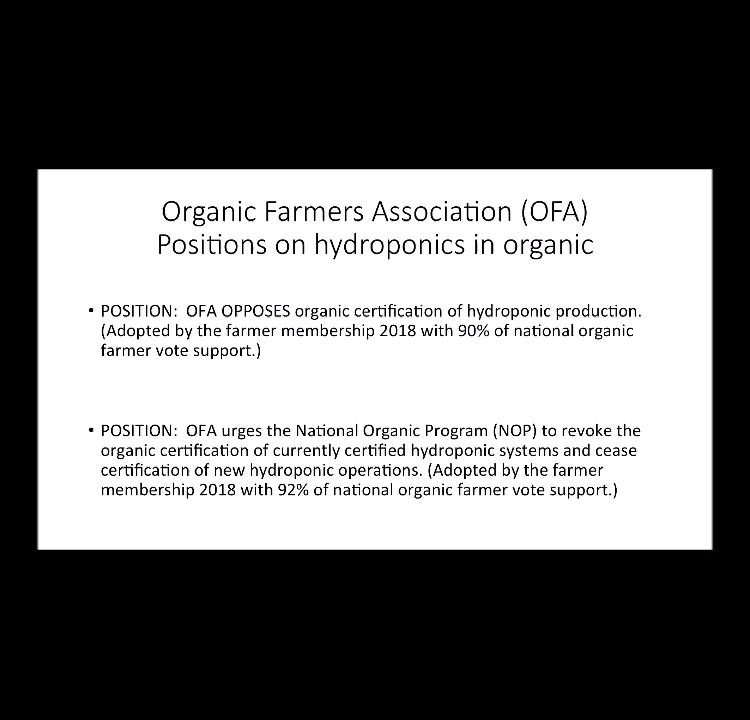 Organic Farmers Association (OFA)
Positions on hydroponics in organic
• POSITION:  OFA OPPOSES organic certification of hydroponic production.
(Adopted by the farmer membership 2018 with 90% of national organic
farmer vote support.)
• POSITION:  OFA urges the National Organic Program (NOP) to revoke the
organic certification of currently certified hydroponic systems and cease
certification of new hydroponic operations. (Adopted by the farmer
membership 2018 with 92% of national organic farmer vote support.)